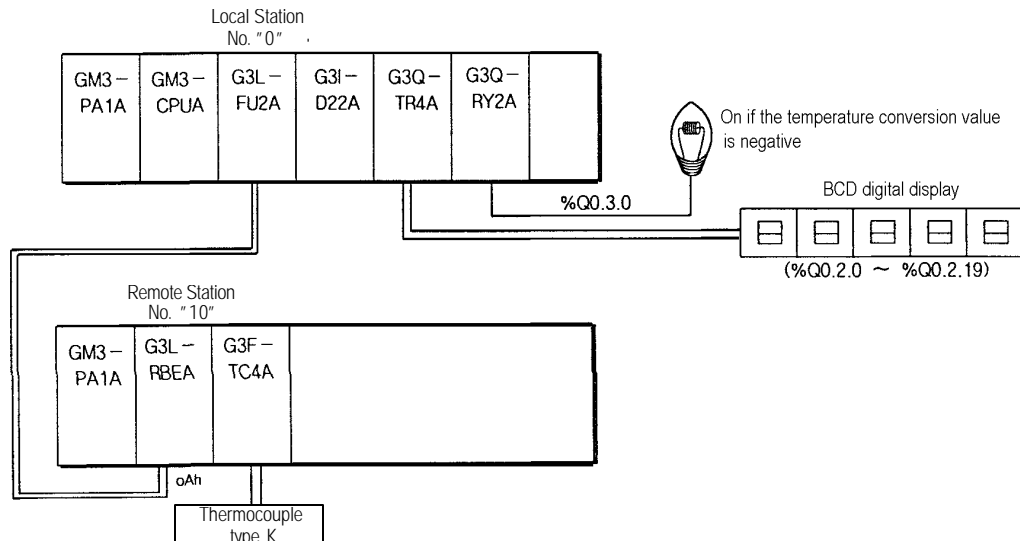 Local Station
No. "0"
GM3- GM3- G3L- G3I- G3Q- G3Q-
PA1A CPUA FU2A D22A TR4A RY2A
On if the temperature conversion value
is negative
%Q0.3.0
BCD digital display
(%Q0.2.0 ~ %Q0.2.19)
Remote Station
No. "10"
GM3- G3L- G3F-
PA1A RBEA TC4A
oAh
Thermocouple
type K